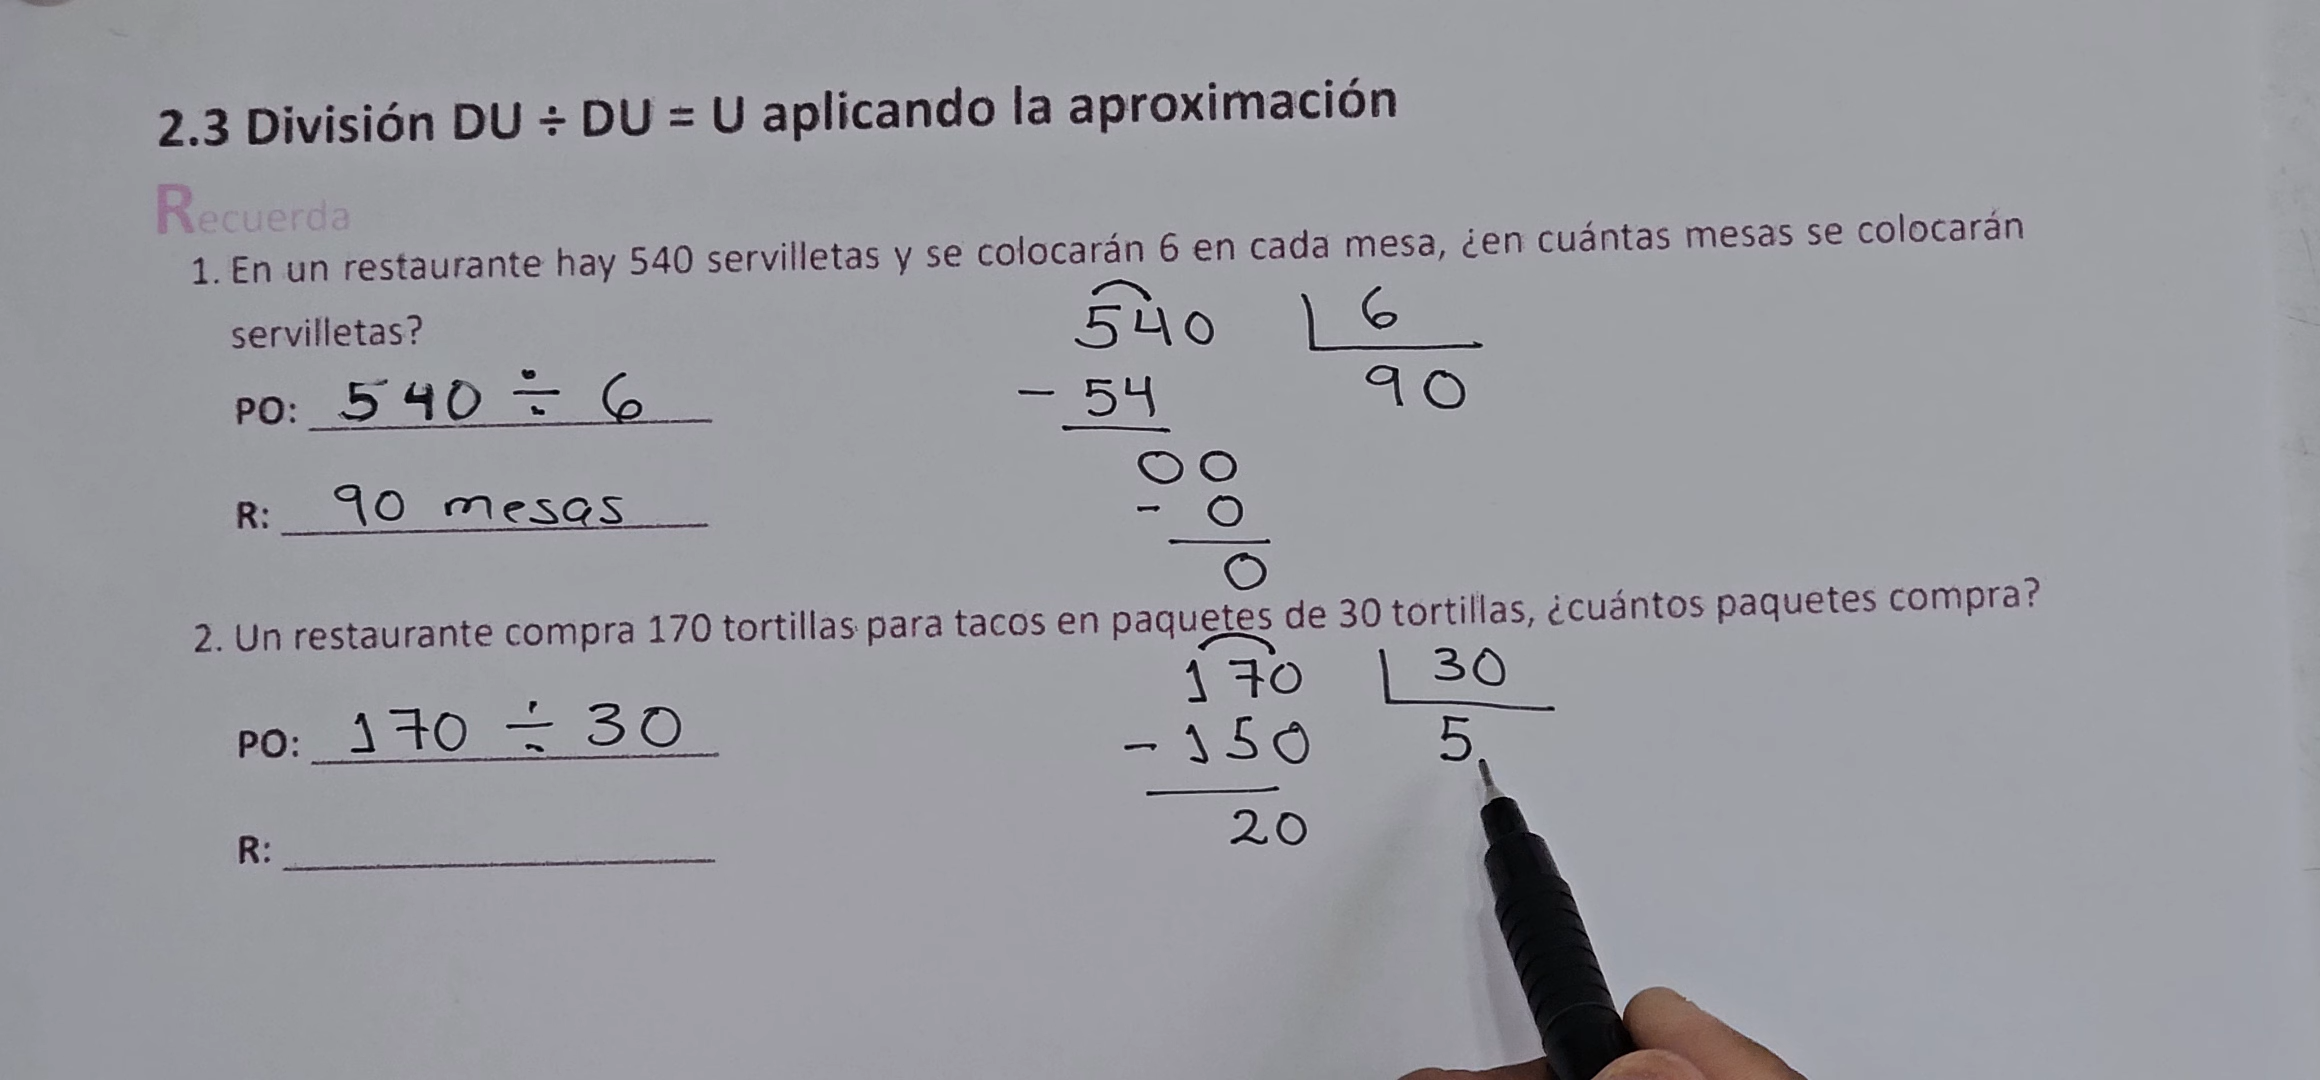 2.3 División DU ÷ DU = U aplicando la aproximación
Recuerda
1. En un restaurante hay 540 servilletas y se colocarán 6 en cada mesa, ¿en cuántas mesas se colocarán
servilletas?
540 6
- 54 90
00
- 0
0
PO: 540 ÷ 6
R: 90 mesas
2. Un restaurante compra 170 tortillas para tacos en paquetes de 30 tortillas, ¿cuántos paquetes compra?
170 30
- 150 5
20
PO: 170 ÷ 30
R: